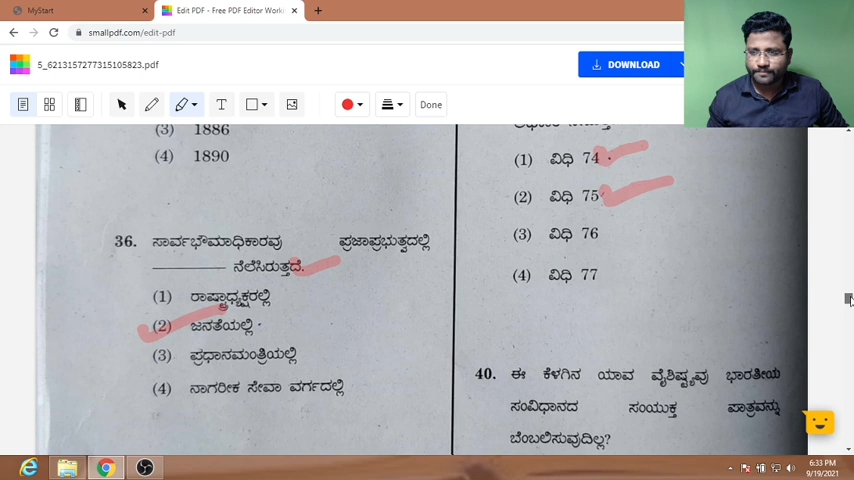 MyStart
Edit PDF - Free PDF Editor Work
smallpdf.com/edit-pdf
5_6213157277315105823.pdf
DOWNLOAD
T
Done
(3) 1886
(4) 1890
36. ಸಾರ್ವಭೌಮಾಧಿಕಾರವು ಪ್ರಜಾಪ್ರಭುತ್ವದಲ್ಲಿ
________ ನೆಲೆಸಿರುತ್ತದೆ.
(1) ರಾಷ್ಟ್ರಾಧ್ಯಕ್ಷರಲ್ಲಿ
(2) ಜನತೆಯಲ್ಲಿ
(3) ಪ್ರಧಾನಮಂತ್ರಿಯಲ್ಲಿ
(4) ನಾಗರೀಕ ಸೇವಾ ವರ್ಗದಲ್ಲಿ
(1) ವಿಧಿ 74
(2) ವಿಧಿ 75
(3) ವಿಧಿ 76
(4) ವಿಧಿ 77
40. ಈ ಕೆಳಗಿನ ಯಾವ ವೈಶಿಷ್ಟ್ಯವು ಭಾರತೀಯ
ಸಂವಿಧಾನದ ಸಂಯುಕ್ತ ಪಾತ್ರವನ್ನು
ಬೆಂಬಲಿಸುವುದಿಲ್ಲ?
6:33 PM
9/19/2021